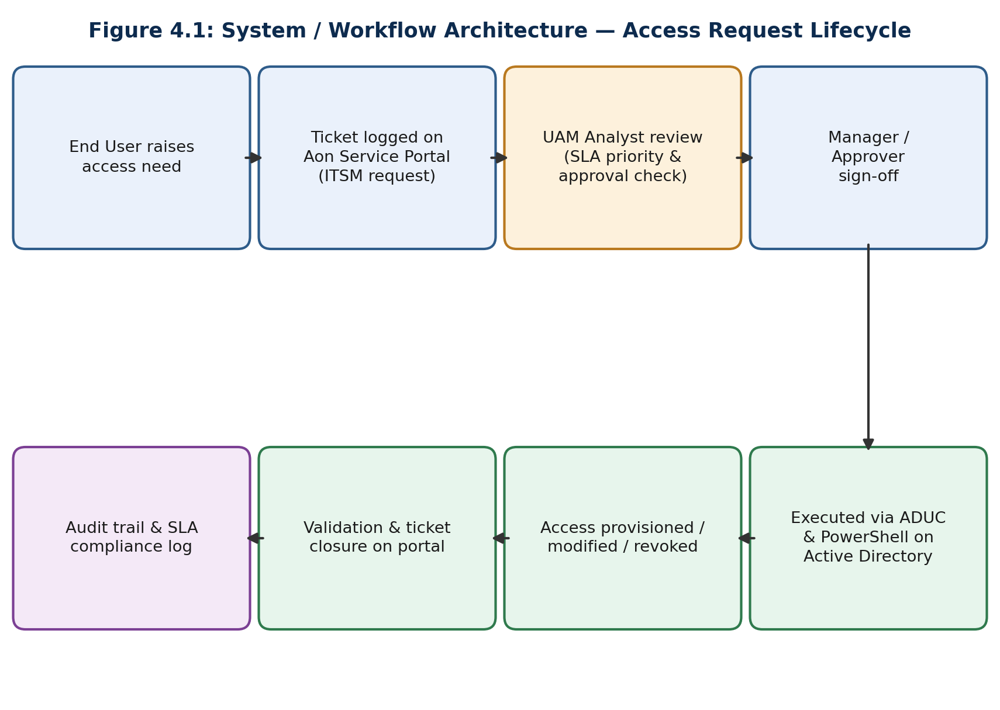 Figure 4.1: System / Workflow Architecture — Access Request Lifecycle
End User raises
access need
Ticket logged on
Aon Service Portal
(ITSM request)
UAM Analyst review
(SLA priority &
approval check)
Manager /
Approver
sign-off
Executed via ADUC
& PowerShell on
Active Directory
Access provisioned /
modified / revoked
Validation & ticket
closure on portal
Audit trail & SLA
compliance log